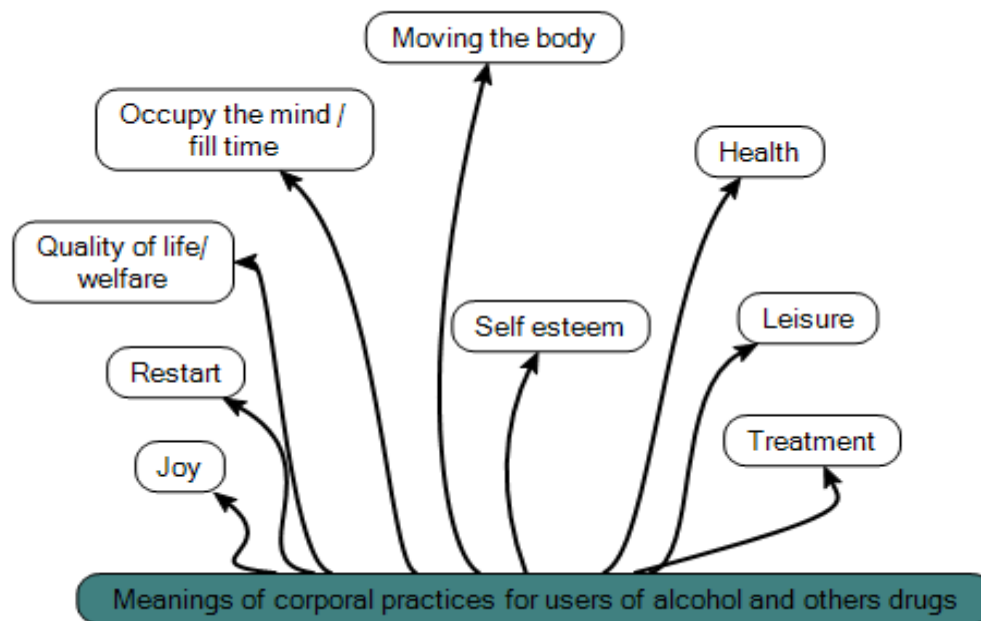 Moving the body
Occupy the mind /
fill time
Health
Quality of life/
welfare
Self esteem
Leisure
Restart
Treatment
Joy
Meanings of corporal practices for users of alcohol and others drugs